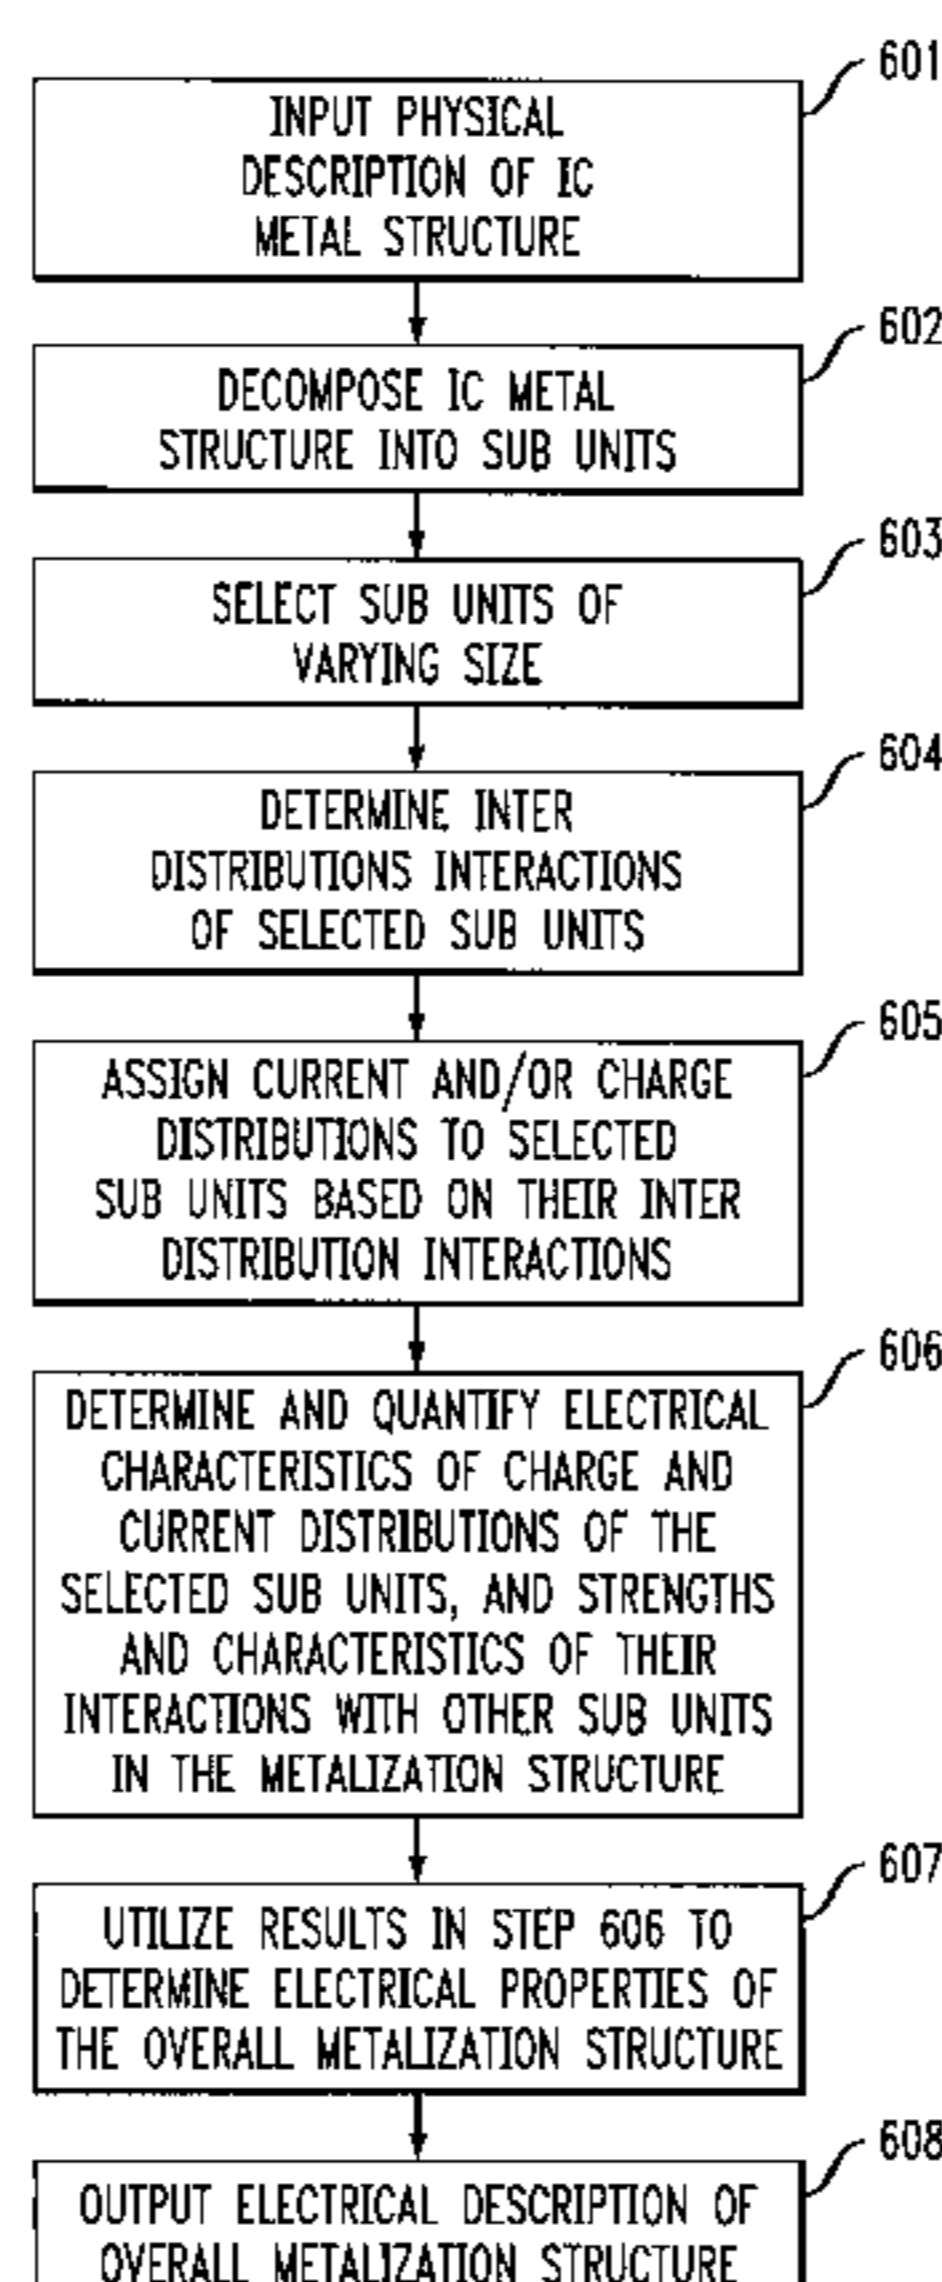 601
INPUT PHYSICAL
DESCRIPTION OF IC
METAL STRUCTURE
602
DECOMPOSE IC METAL
STRUCTURE INTO SUB UNITS
603
SELECT SUB UNITS OF
VARYING SIZE
604
DETERMINE INTER
DISTRIBUTIONS INTERACTIONS
OF SELECTED SUB UNITS
605
ASSIGN CURRENT AND/OR CHARGE
DISTRIBUTIONS TO SELECTED
SUB UNITS BASED ON THEIR INTER
DISTRIBUTION INTERACTIONS
606
DETERMINE AND QUANTIFY ELECTRICAL
CHARACTERISTICS OF CHARGE AND
CURRENT DISTRIBUTIONS OF THE
SELECTED SUB UNITS, AND STRENGTHS
AND CHARACTERISTICS OF THEIR
INTERACTIONS WITH OTHER SUB UNITS
IN THE METALIZATION STRUCTURE
607
UTILIZE RESULTS IN STEP 606 TO
DETERMINE ELECTRICAL PROPERTIES OF
THE OVERALL METALIZATION STRUCTURE
608
OUTPUT ELECTRICAL DESCRIPTION OF
OVERALL METALIZATION STRUCTURE